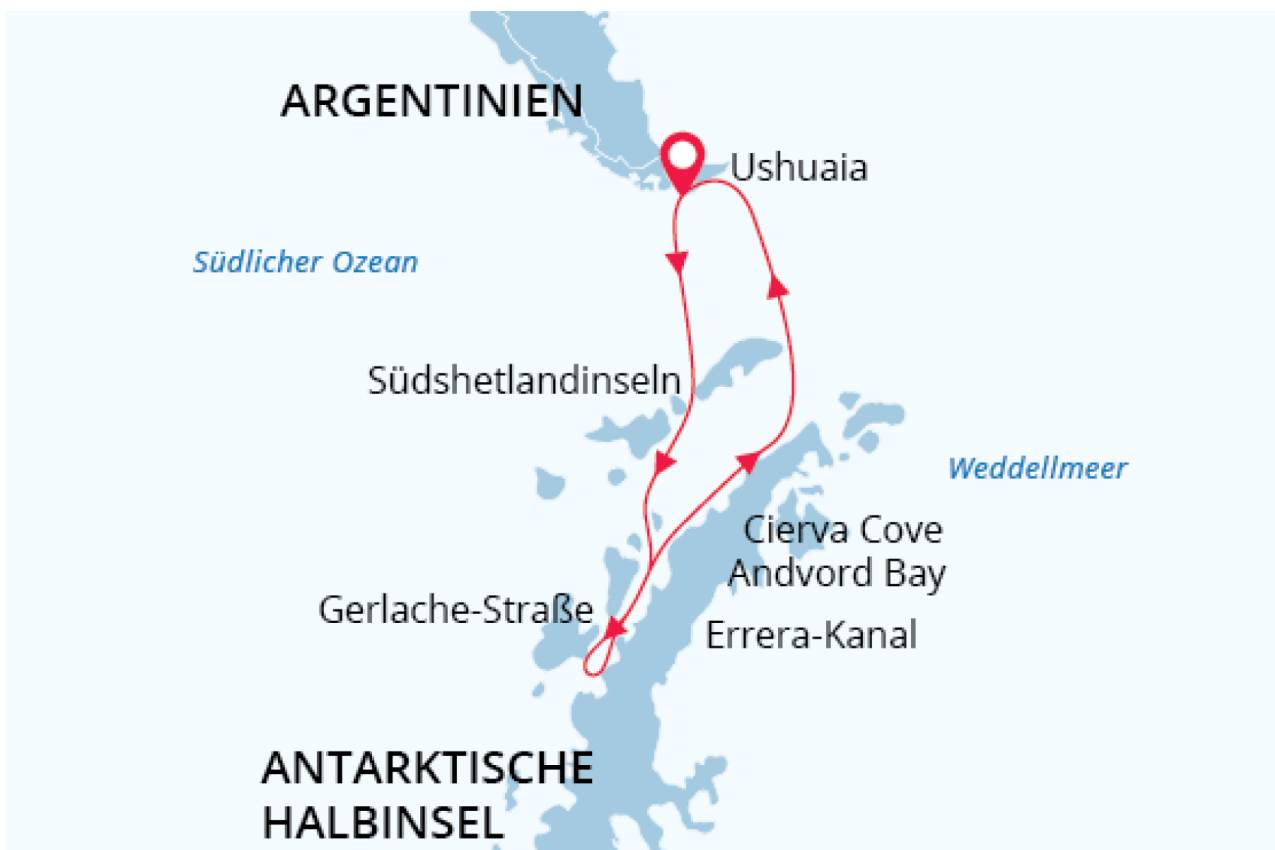 ARGENTINIEN
Ushuaia
Südlicher Ozean
Südshetlandinseln
Weddellmeer
Cierva Cove
Andvord Bay
Gerlache-Straße
Errera-Kanal
ANTARKTISCHE
HALBINSEL